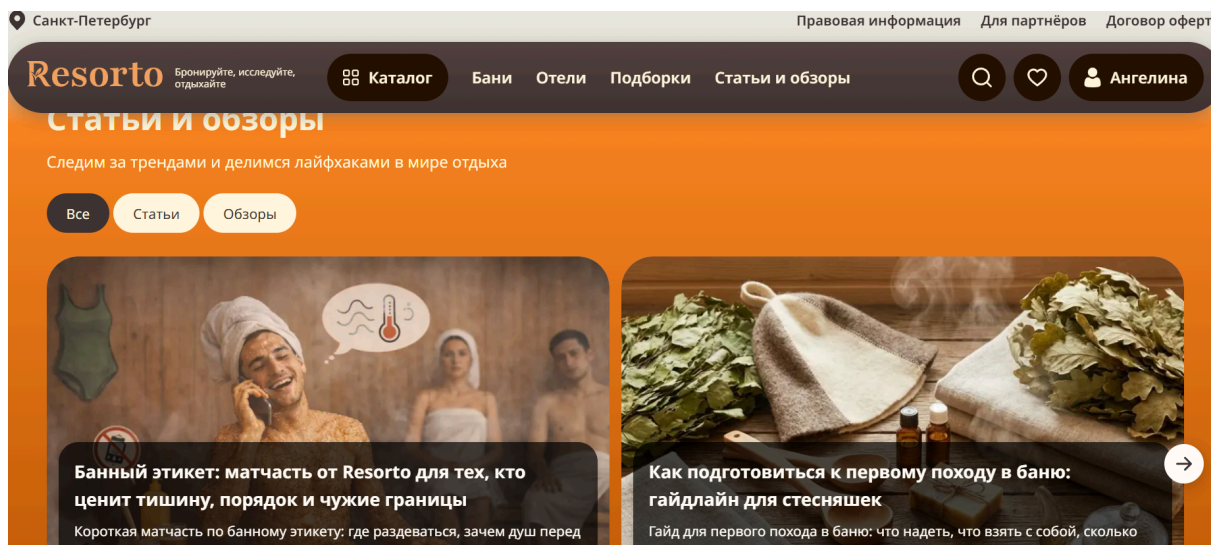 Санкт-Петербург
Правовая информация Для партнёров Договор оферт
Resorto
Бронируйте, исследуйте,
отдыхайте
Каталог Бани Отели Подборки Статьи и обзоры Ангелина
Статьи и обзоры
Следим за трендами и делимся лайфхаками в мире отдыха
Все Статьи Обзоры
Банный этикет: матчасть от Resorto для тех, кто
ценит тишину, порядок и чужие границы
Короткая матчасть по банному этикету: где раздеваться, зачем душ перед
Как подготовиться к первому походу в баню:
гайдлайн для стесняшек
Гайд для первого похода в баню: что надеть, что взять с собой, сколько